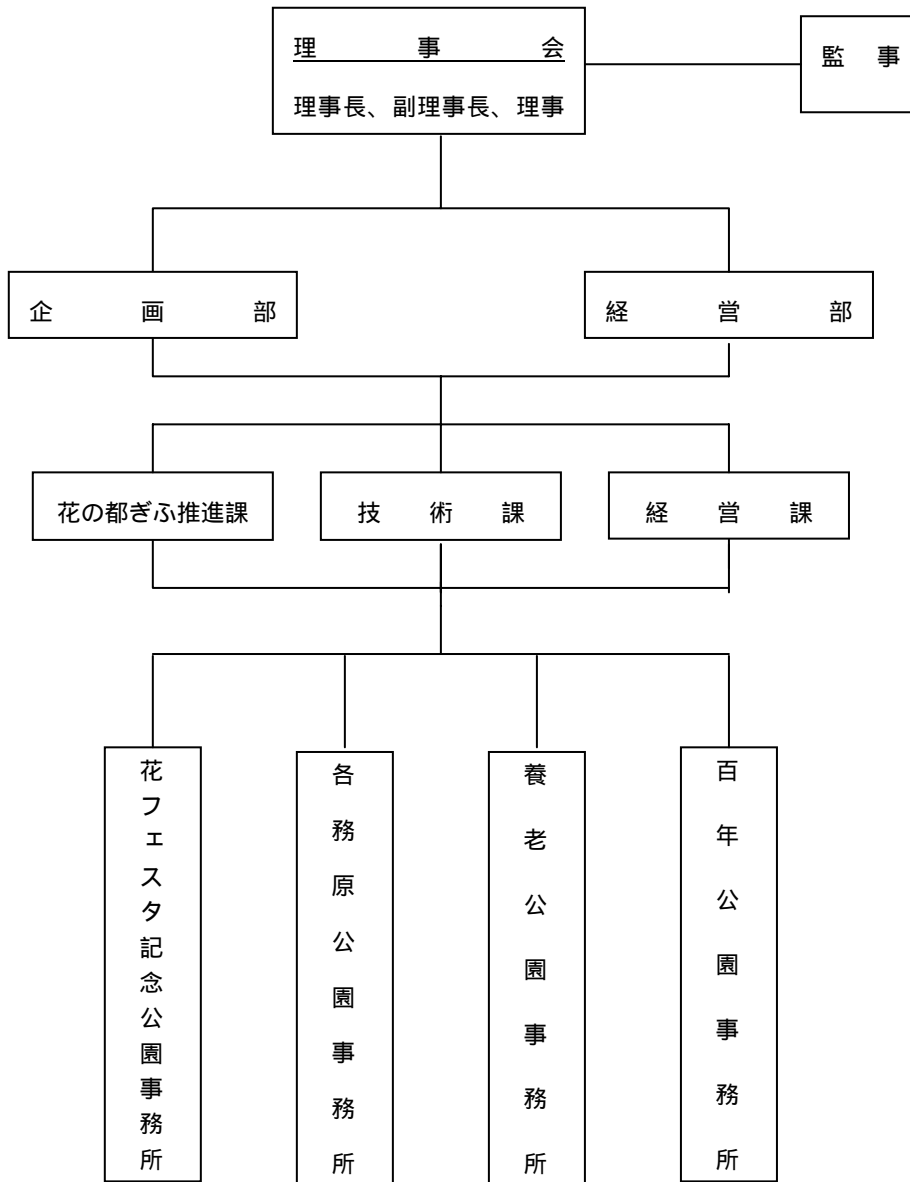 理事会
理事長、副理事長、理事
監事
企画部
経営部
花の都ぎふ推進課
技術課
経営課
花フェスタ記念公園事務所
各務原公園事務所
養老公園事務所
百年公園事務所